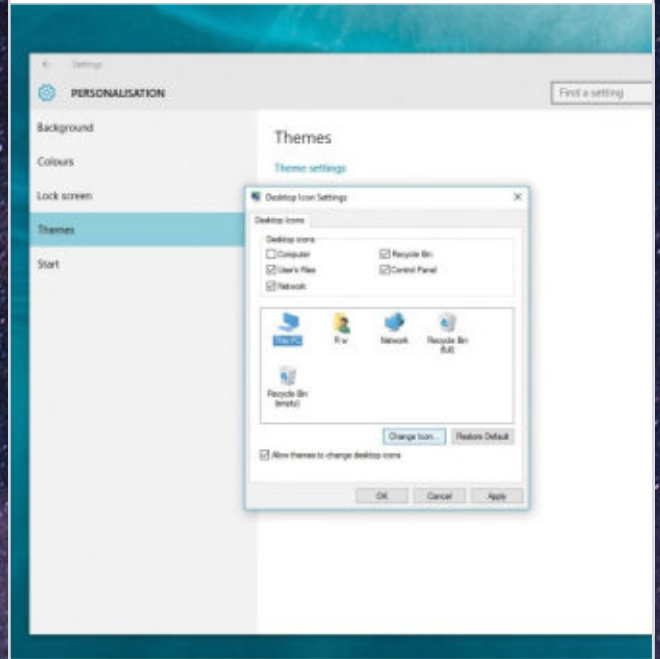 Settings
PERSONALISATION
Find a setting
Background
Colours
Lock screen
Themes
Start
Themes
Theme settings
Desktop Icon Settings
Desktop Icons
Desktop icons
Computer
Recycle Bin
User's Files
Control Panel
Network
This PC
R w
Network
Recycle Bin
(full)
Recycle Bin
(empty)
Change Icon...
Restore Default
Allow themes to change desktop icons
OK
Cancel
Apply